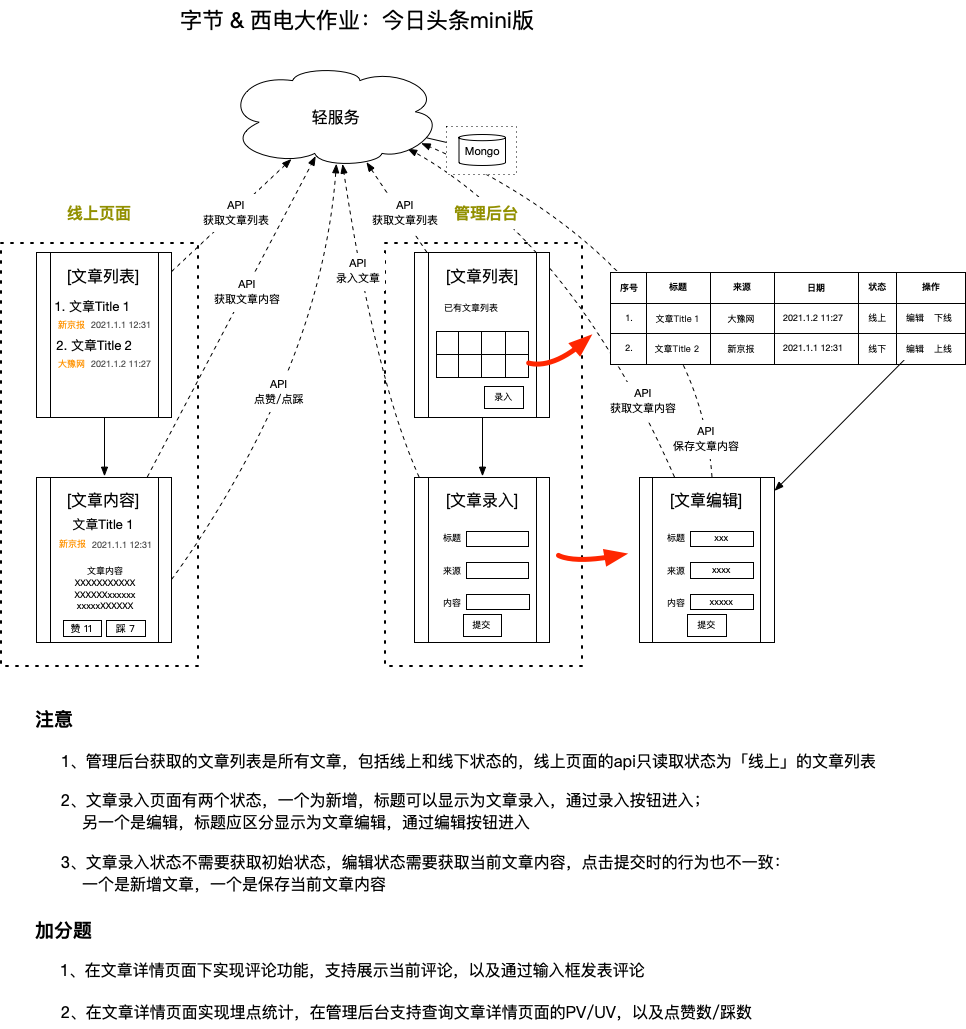 字节 & 西电大作业：今日头条mini版
轻服务
Mongo
线上页面
API
获取文章列表
API
获取文章列表
管理后台
[文章列表]
1. 文章Title 1
新京报 2021.1.1 12:31
2. 文章Title 2
大豫网 2021.1.2 11:27
API
获取文章内容
API
录入文章
API
点赞/点踩
[文章列表]
已有文章列表
录入
序号 标题 来源 日期 状态 操作
1. 文章Title 1 大豫网 2021.1.2 11:27 线上 编辑 下线
2. 文章Title 2 新京报 2021.1.1 12:31 线下 编辑 上线
API
获取文章内容
API
保存文章内容
[文章内容]
文章Title 1
新京报 2021.1.1 12:31
文章内容
XXXXXXXXXXX
XXXXXXxxxxxx
xxxxxXXXXXX
赞 11 踩 7
[文章录入]
标题
来源
内容
提交
[文章编辑]
标题 xxx
来源 xxxx
内容 xxxxx
提交
注意
1、管理后台获取的文章列表是所有文章，包括线上和线下状态的，线上页面的api只读取状态为「线上」的文章列表
2、文章录入页面有两个状态，一个为新增，标题可以显示为文章录入，通过录入按钮进入；
另一个是编辑，标题应区分显示为文章编辑，通过编辑按钮进入
3、文章录入状态不需要获取初始状态，编辑状态需要获取当前文章内容，点击提交时的行为也不一致：
一个是新增文章，一个是保存当前文章内容
加分题
1、在文章详情页面下实现评论功能，支持展示当前评论，以及通过输入框发表评论
2、在文章详情页面实现埋点统计，在管理后台支持查询文章详情页面的PV/UV，以及点赞数/踩数